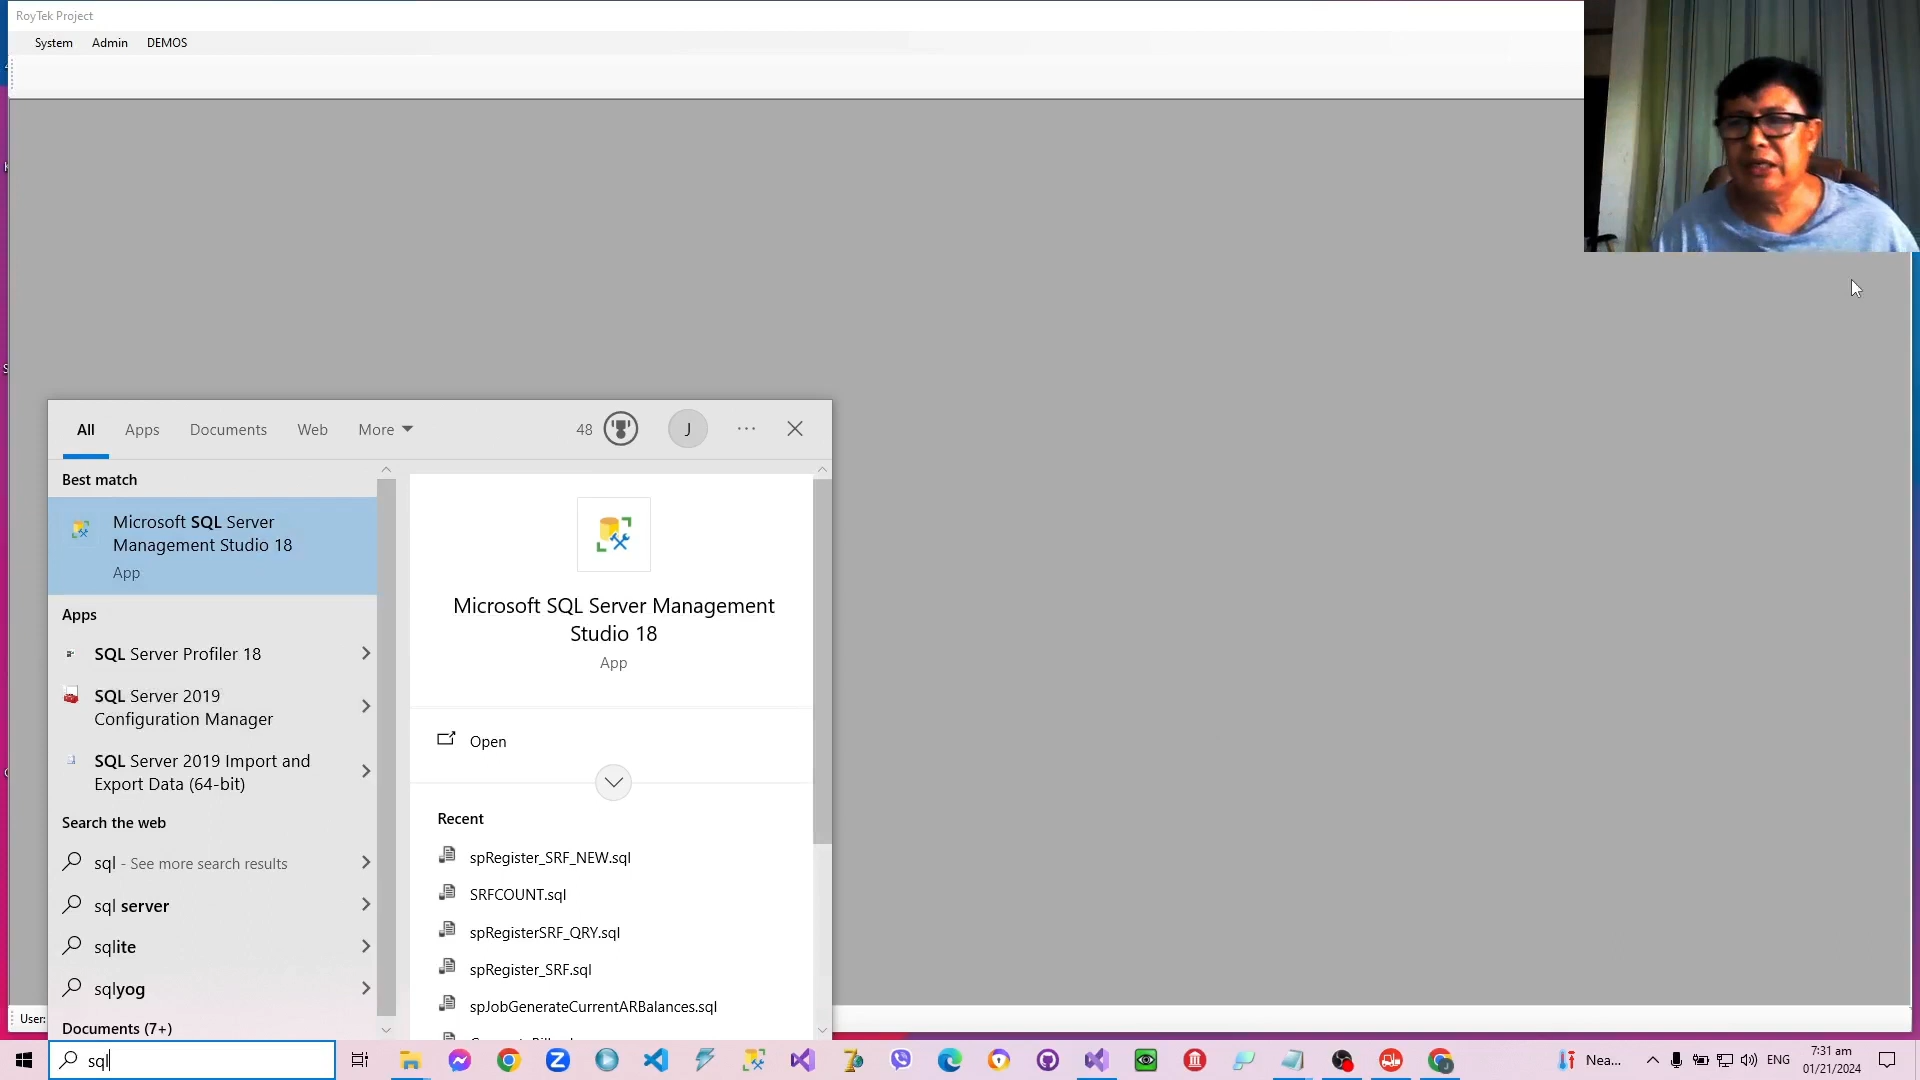 RoyTek Project
System Admin DEMOS
All Apps Documents Web More 48 J ...
Best match
Microsoft SQL Server
Management Studio 18
App
Apps
SQL Server Profiler 18
SQL Server 2019
Configuration Manager
SQL Server 2019 Import and
Export Data (64-bit)
Search the web
sql - See more search results
sql server
sqlite
sqlyog
Documents (7+)
Microsoft SQL Server Management
Studio 18
App
Open
Recent
spRegister_SRF_NEW.sql
SRFCOUNT.sql
spRegisterSRF_QRY.sql
spRegister_SRF.sql
spJobGenerateCurrentARBalances.sql
User:
sql
Nea... ENG 7:31 am
01/21/2024